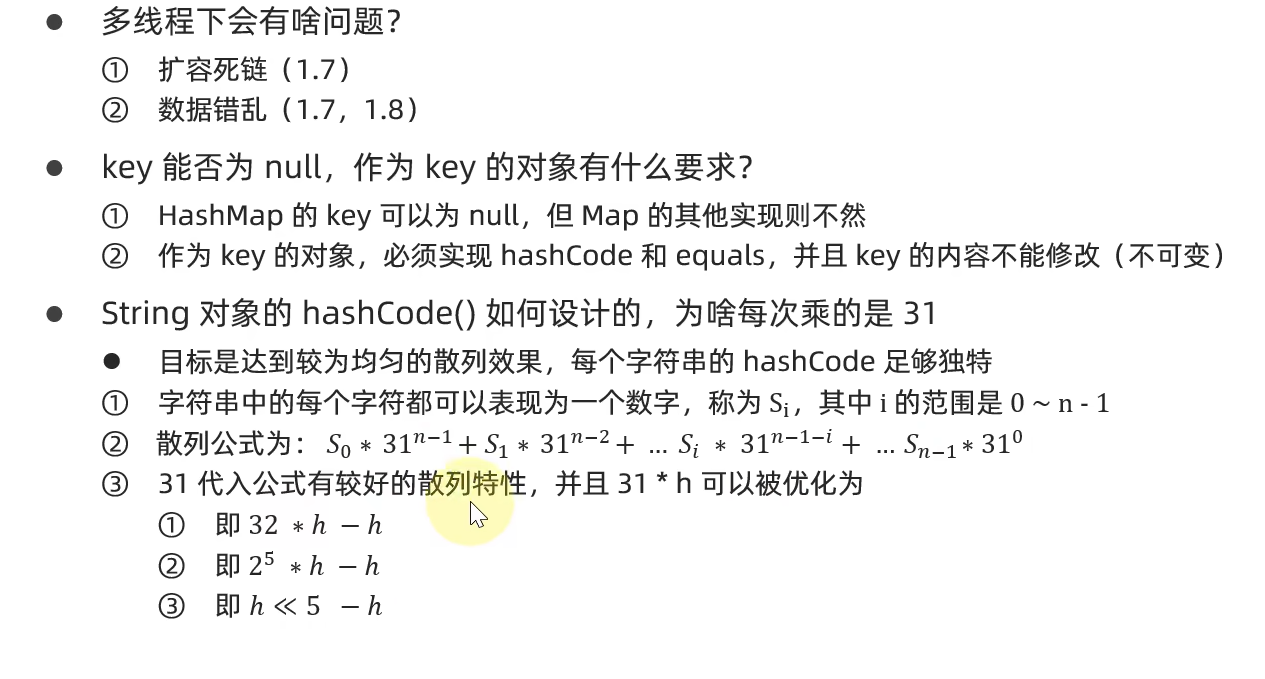 ● 多线程下会有啥问题？
① 扩容死链（1.7）
② 数据错乱（1.7，1.8）
● key 能否为 null，作为 key 的对象有什么要求？
① HashMap 的 key 可以为 null，但 Map 的其他实现则不然
② 作为 key 的对象，必须实现 hashCode 和 equals，并且 key 的内容不能修改（不可变）
● String 对象的 hashCode() 如何设计的，为啥每次乘的是 31
● 目标是达到较为均匀的散列效果，每个字符串的 hashCode 足够独特
① 字符串中的每个字符都可以表现为一个数字，称为 Sᵢ，其中 i 的范围是 0 ~ n - 1
② 散列公式为： $S_0 * 31^{n-1} + S_1 * 31^{n-2} + … S_i * 31^{n-1-i} + … S_{n-1} * 31^0$
③ 31 代入公式有较好的散列特性，并且 31 * h 可以被优化为
① 即 32 * h − h
② 即 2⁵ * h − h
③ 即 h ≪ 5 − h